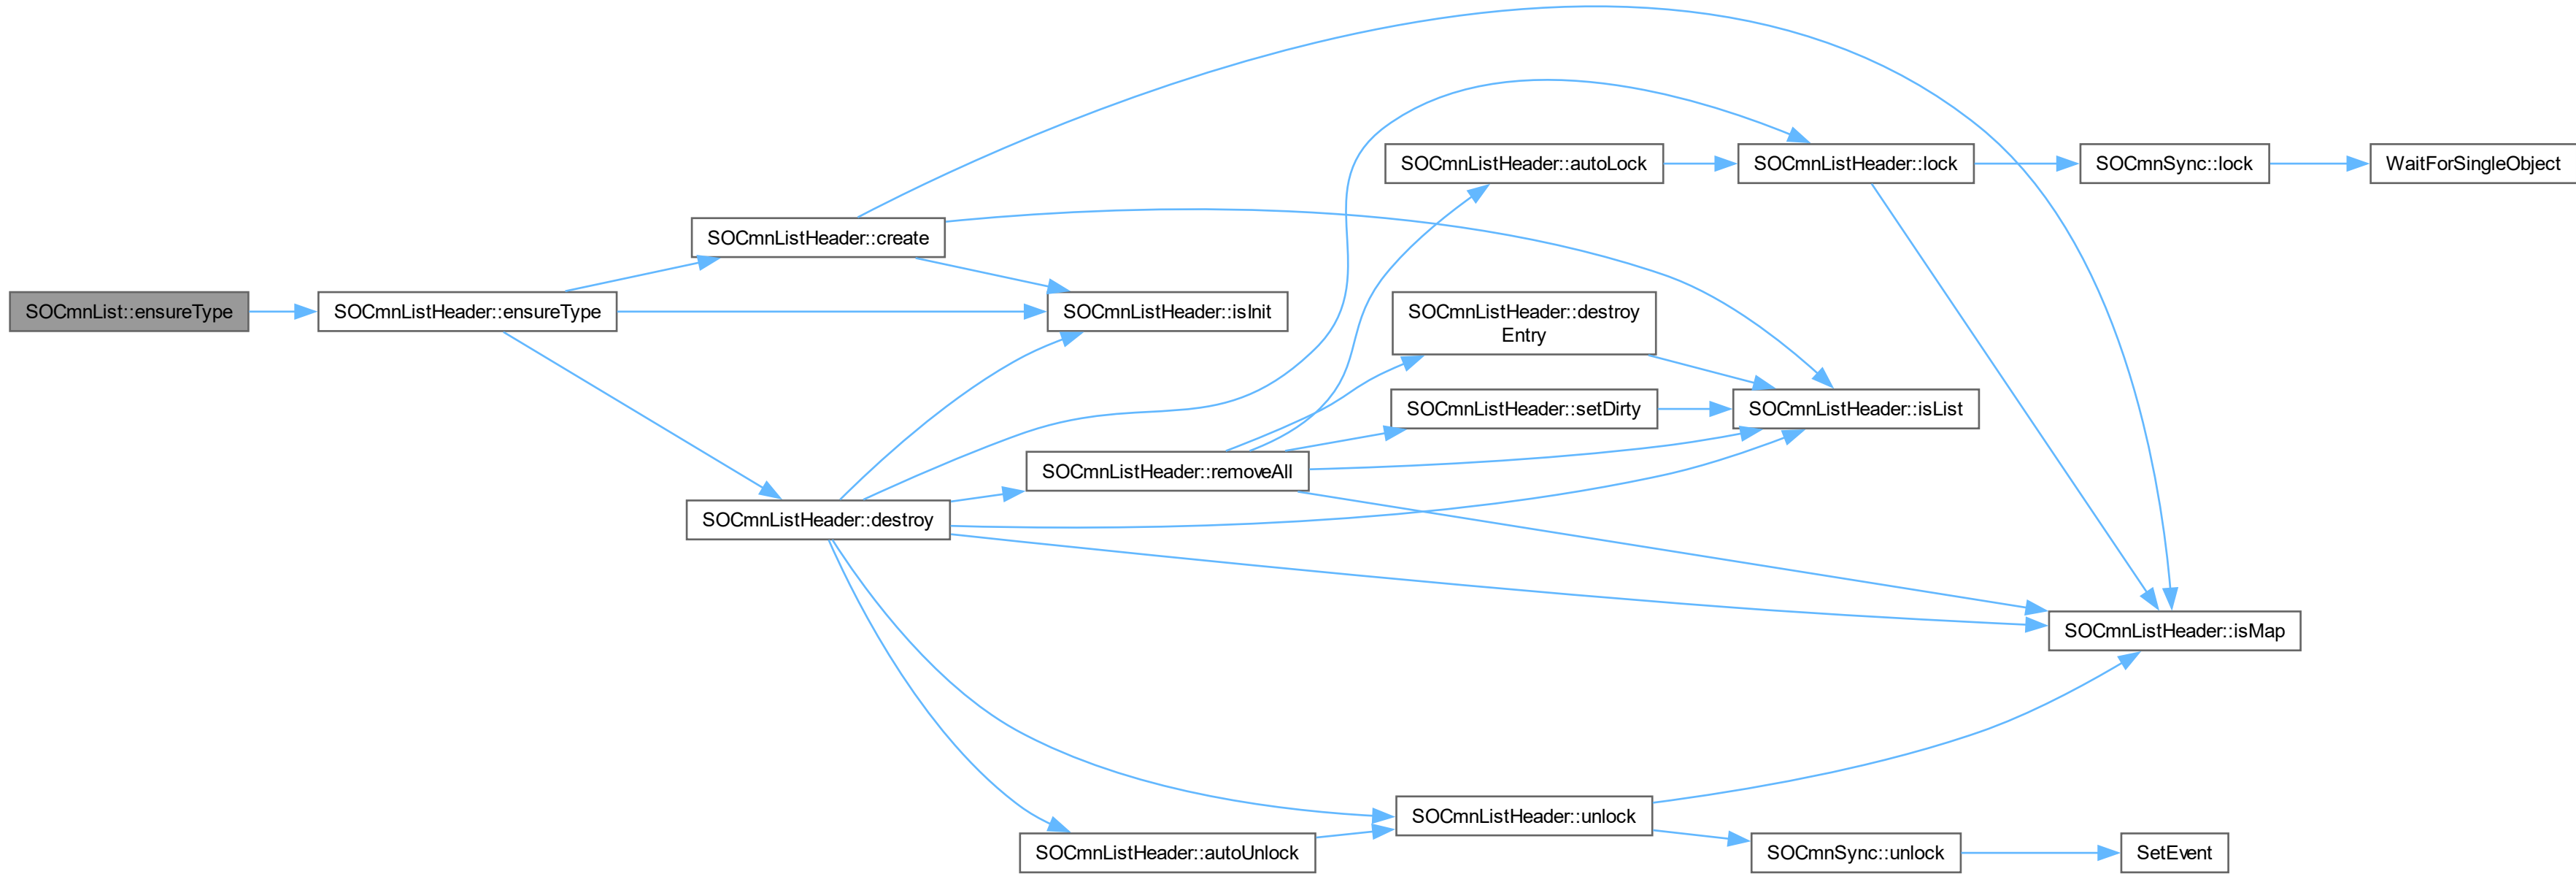 SOCmnList::ensureType
SOCmnListHeader::ensureType
SOCmnListHeader::create
SOCmnListHeader::isInit
SOCmnListHeader::destroy
SOCmnListHeader::removeAll
SOCmnListHeader::autoLock
SOCmnListHeader::destroy
Entry
SOCmnListHeader::setDirty
SOCmnListHeader::lock
SOCmnListHeader::isList
SOCmnSync::lock
WaitForSingleObject
SOCmnListHeader::isMap
SOCmnListHeader::unlock
SOCmnListHeader::autoUnlock
SOCmnSync::unlock
SetEvent